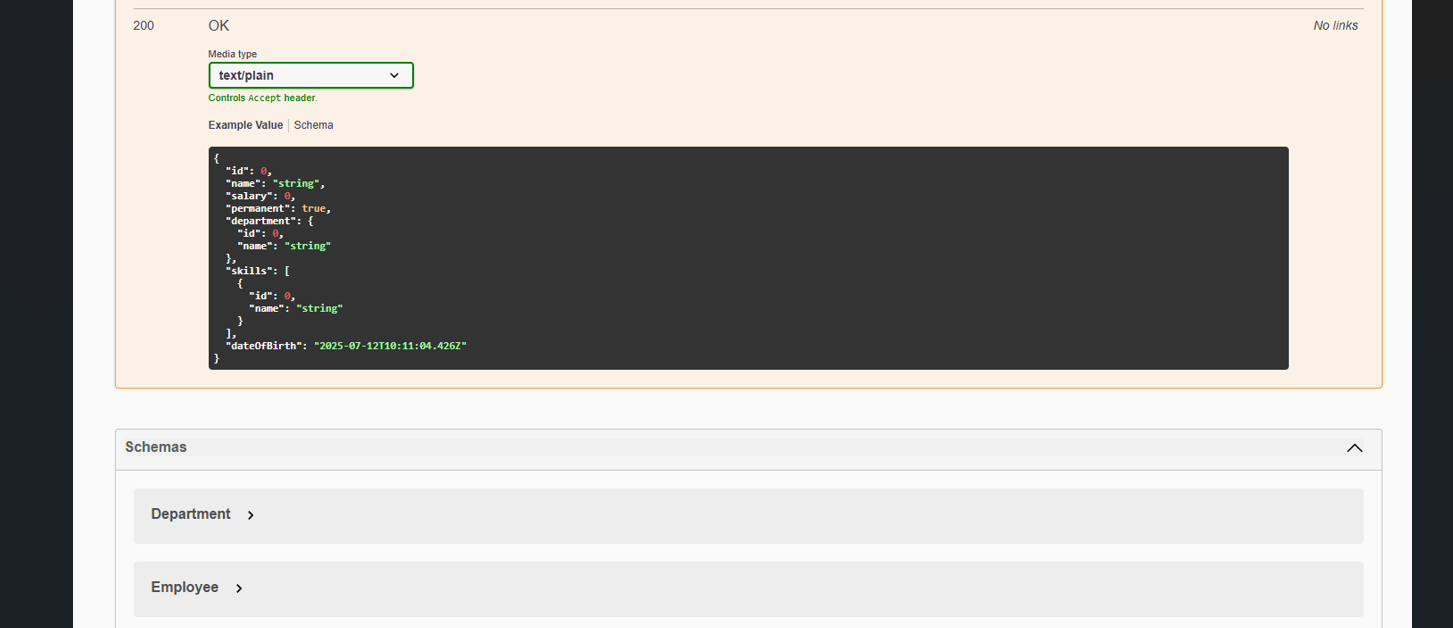 200 OK No links
Media type
text/plain
Controls Accept header.
Example Value Schema
{
  "id": 0,
  "name": "string",
  "salary": 0,
  "permanent": true,
  "department": {
    "id": 0,
    "name": "string"
  },
  "skills": [
    {
      "id": 0,
      "name": "string"
    }
  ],
  "dateOfBirth": "2025-07-12T10:11:04.426Z"
}
Schemas
Department
Employee